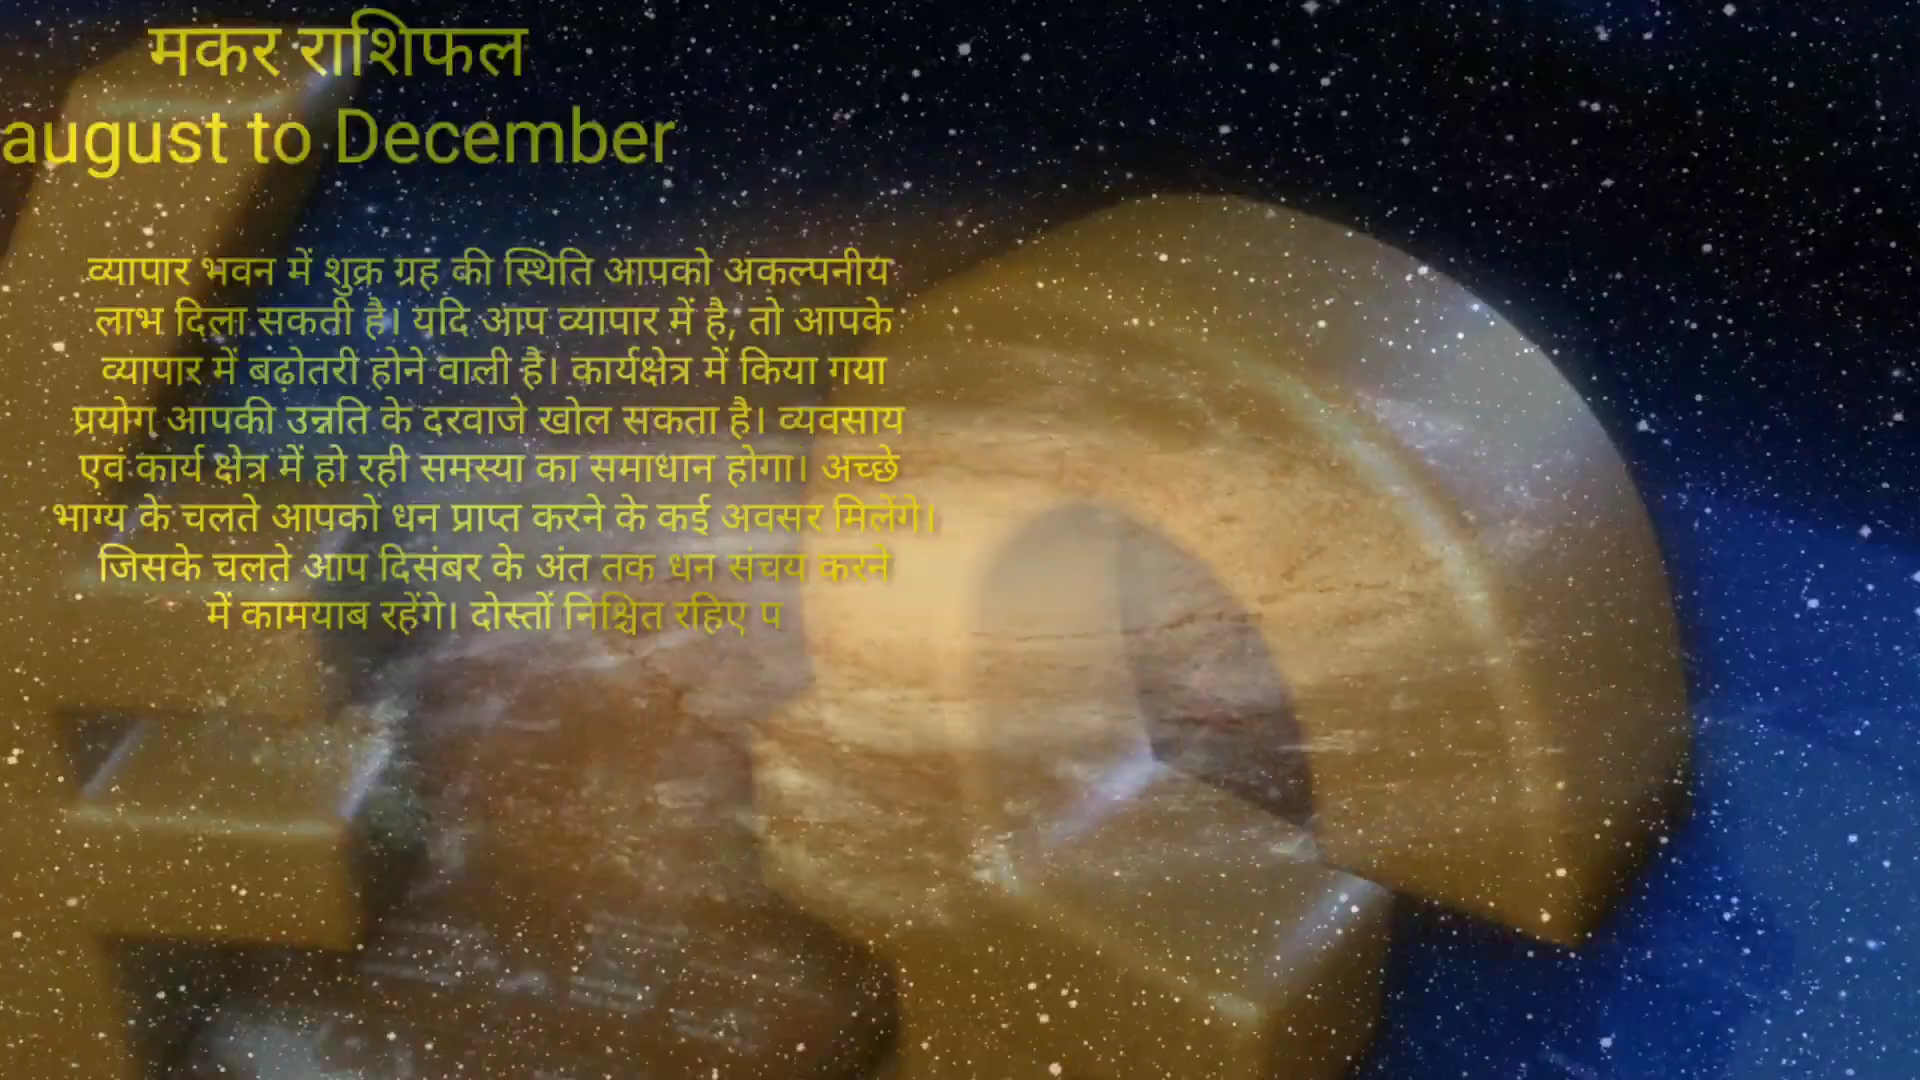 मकर राशिफल
august to December
व्यापार भवन में शुक्र ग्रह की स्थिति आपको अकल्पनीय
लाभ दिला सकती है। यदि आप व्यापार में है, तो आपके
व्यापार में बढ़ोतरी होने वाली है। कार्यक्षेत्र में किया गया
प्रयोग आपकी उन्नति के दरवाजे खोल सकता है। व्यवसाय
एवं कार्य क्षेत्र में हो रही समस्या का समाधान होगा। अच्छे
भाग्य के चलते आपको धन प्राप्त करने के कई अवसर मिलेंगे।
जिसके चलते आप दिसंबर के अंत तक धन संचय करने
में कामयाब रहेंगे। दोस्तों निश्चित रहिए प